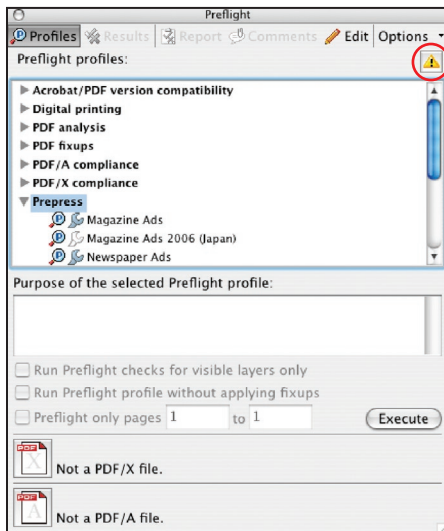 Preflight
Profiles Results Report Comments Edit Options
Preflight profiles:
Acrobat/PDF version compatibility
Digital printing
PDF analysis
PDF fixups
PDF/A compliance
PDF/X compliance
Prepress
Magazine Ads
Magazine Ads 2006 (Japan)
Newspaper Ads
Purpose of the selected Preflight profile:
Run Preflight checks for visible layers only
Run Preflight profile without applying fixups
Preflight only pages 1 to 1 Execute
PDF
X
Not a PDF/X file.
PDF
A
Not a PDF/A file.